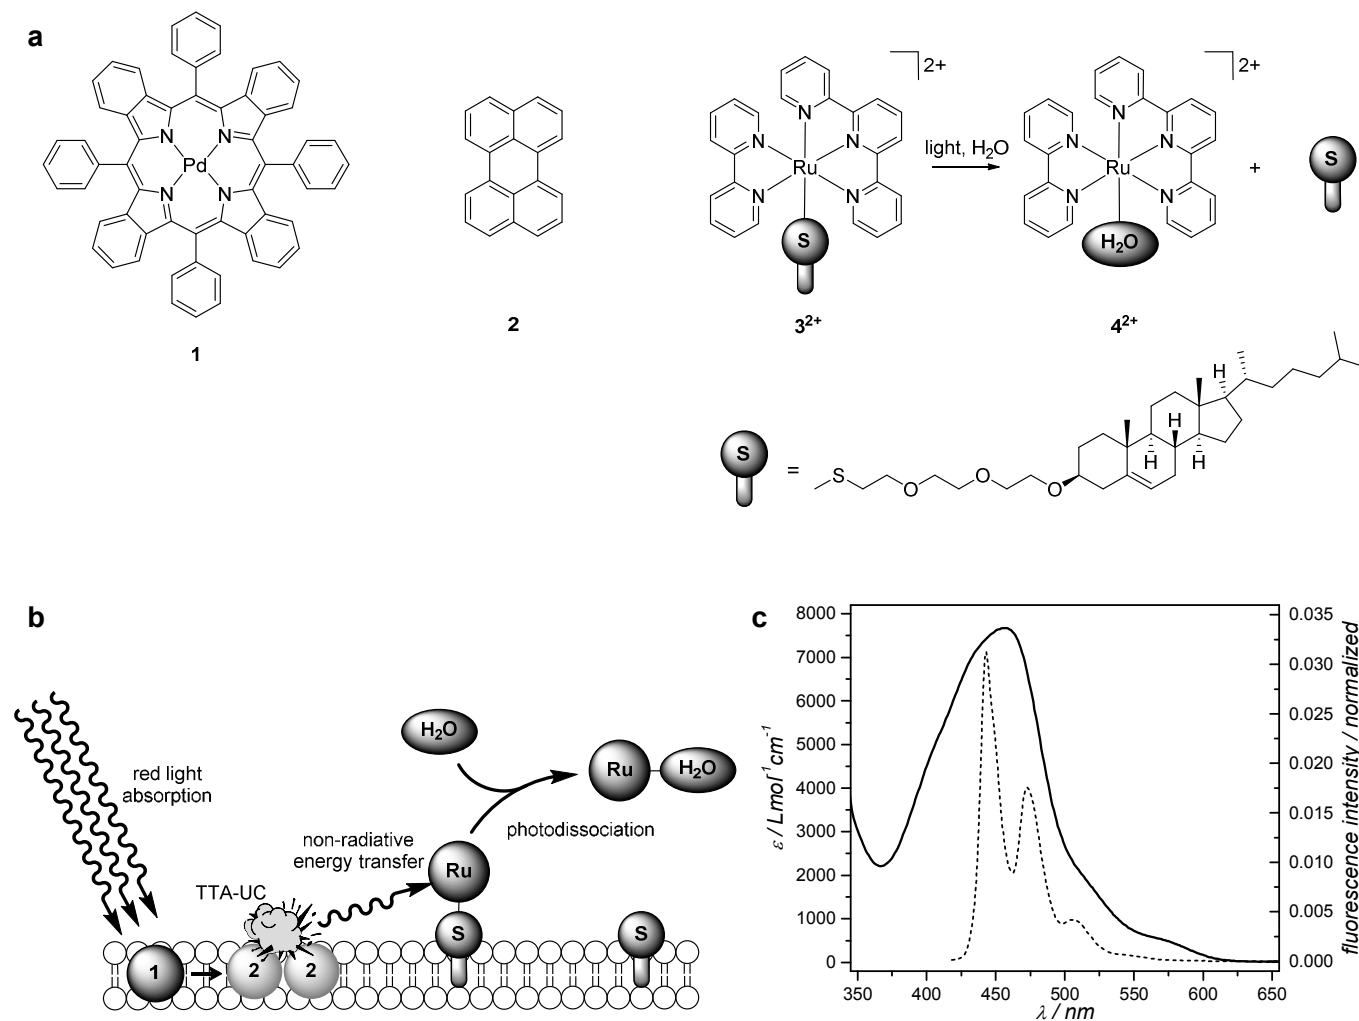 a
N
N
Pd
N
N
1
2
2+
N
N
N
Ru
N
N
S
3²⁺
light, H₂O
2+
N
N
N
Ru
N
N
H₂O
4²⁺
+
S
S
=
S
O
O
O
H
H
H
H
b
red light
absorption
TTA-UC
non-radiative
energy transfer
H₂O
Ru
H₂O
photodissociation
Ru
S
S
1
2
2
c
8000
7000
6000
5000
4000
3000
2000
1000
0
ε / Lmol⁻¹cm⁻¹
0.035
0.030
0.025
0.020
0.015
0.010
0.005
0.000
fluorescence intensity / normalized
350
400
450
500
550
600
650
λ / nm